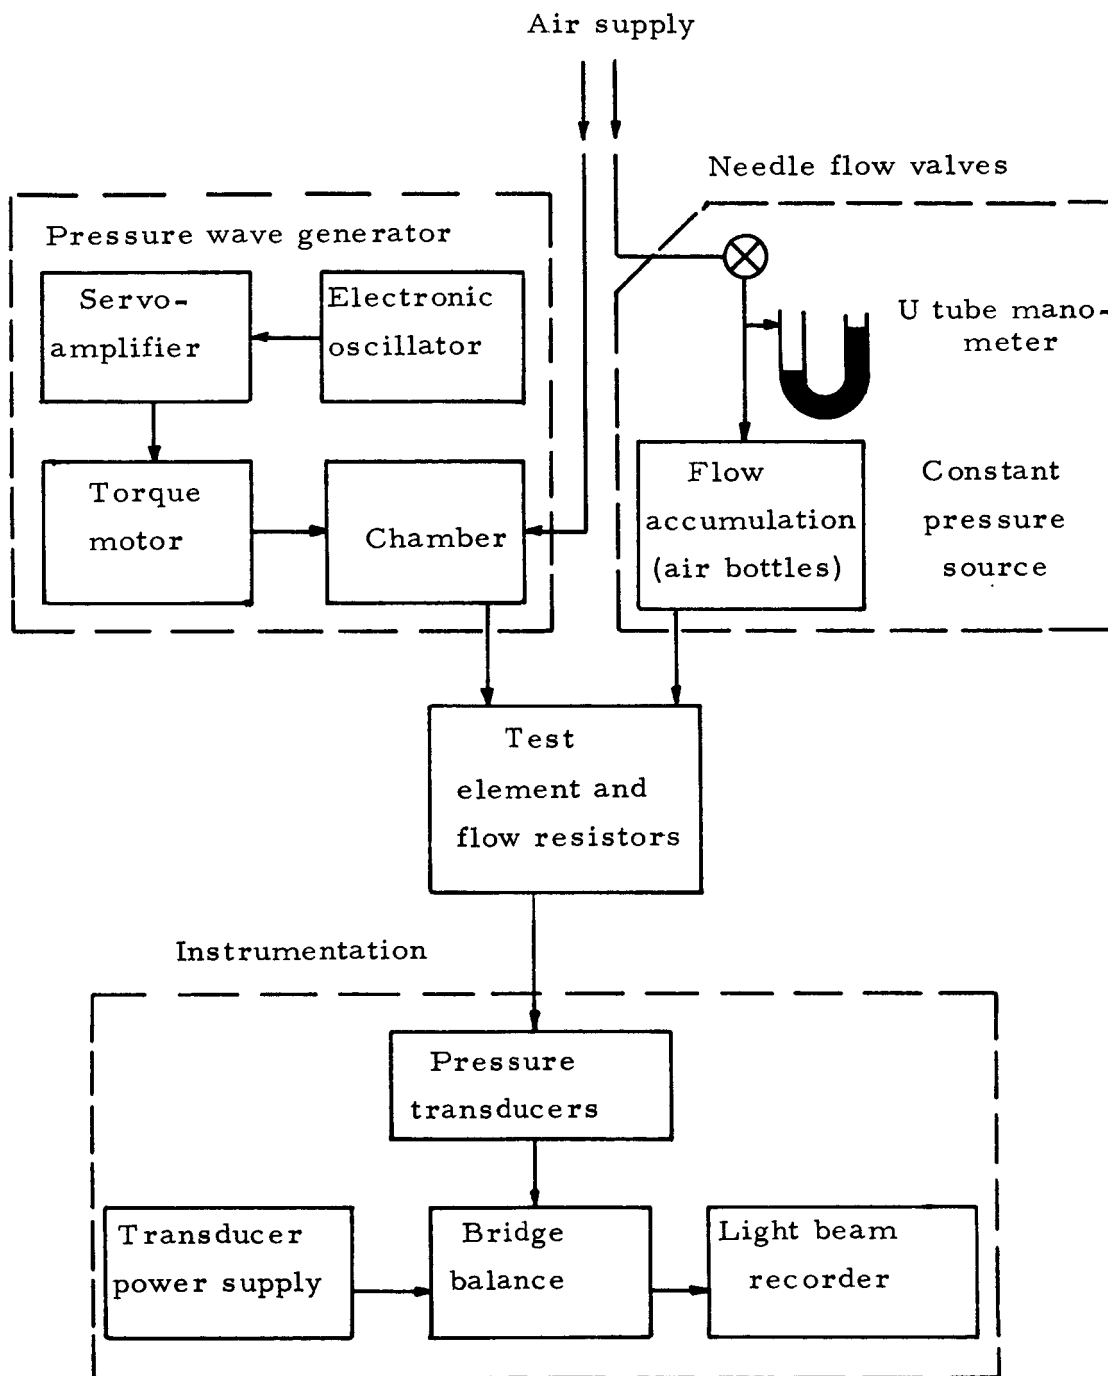 Air supply
Needle flow valves
Pressure wave generator
Servo-
amplifier
Electronic
oscillator
U tube mano-
meter
Torque
motor
Chamber
Flow
accumulation
(air bottles)
Constant
pressure
source
Test
element and
flow resistors
Instrumentation
Pressure
transducers
Transducer
power supply
Bridge
balance
Light beam
recorder